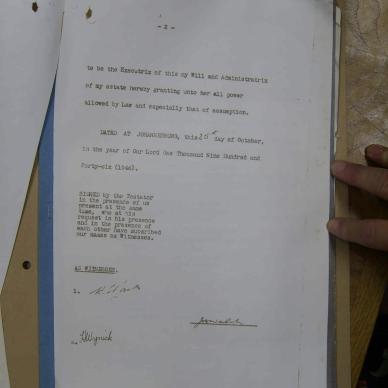 - 2 -
to be the Executrix of this my Will and Administratrix
of my estate hereby granting unto her all power
allowed by Law and especially that of assumption.
DATED AT JOHANNESBURG, this 20th day of October,
in the year of Our Lord One Thousand Nine Hundred and
Forty-six (1946).
SIGNED by the Testator
in the presence of us
present at the same
time, who at his
request in his presence
and in the presence of
each other have subscribed
our names as Witnesses.
AS WITNESSES.
1.
2. Wynick